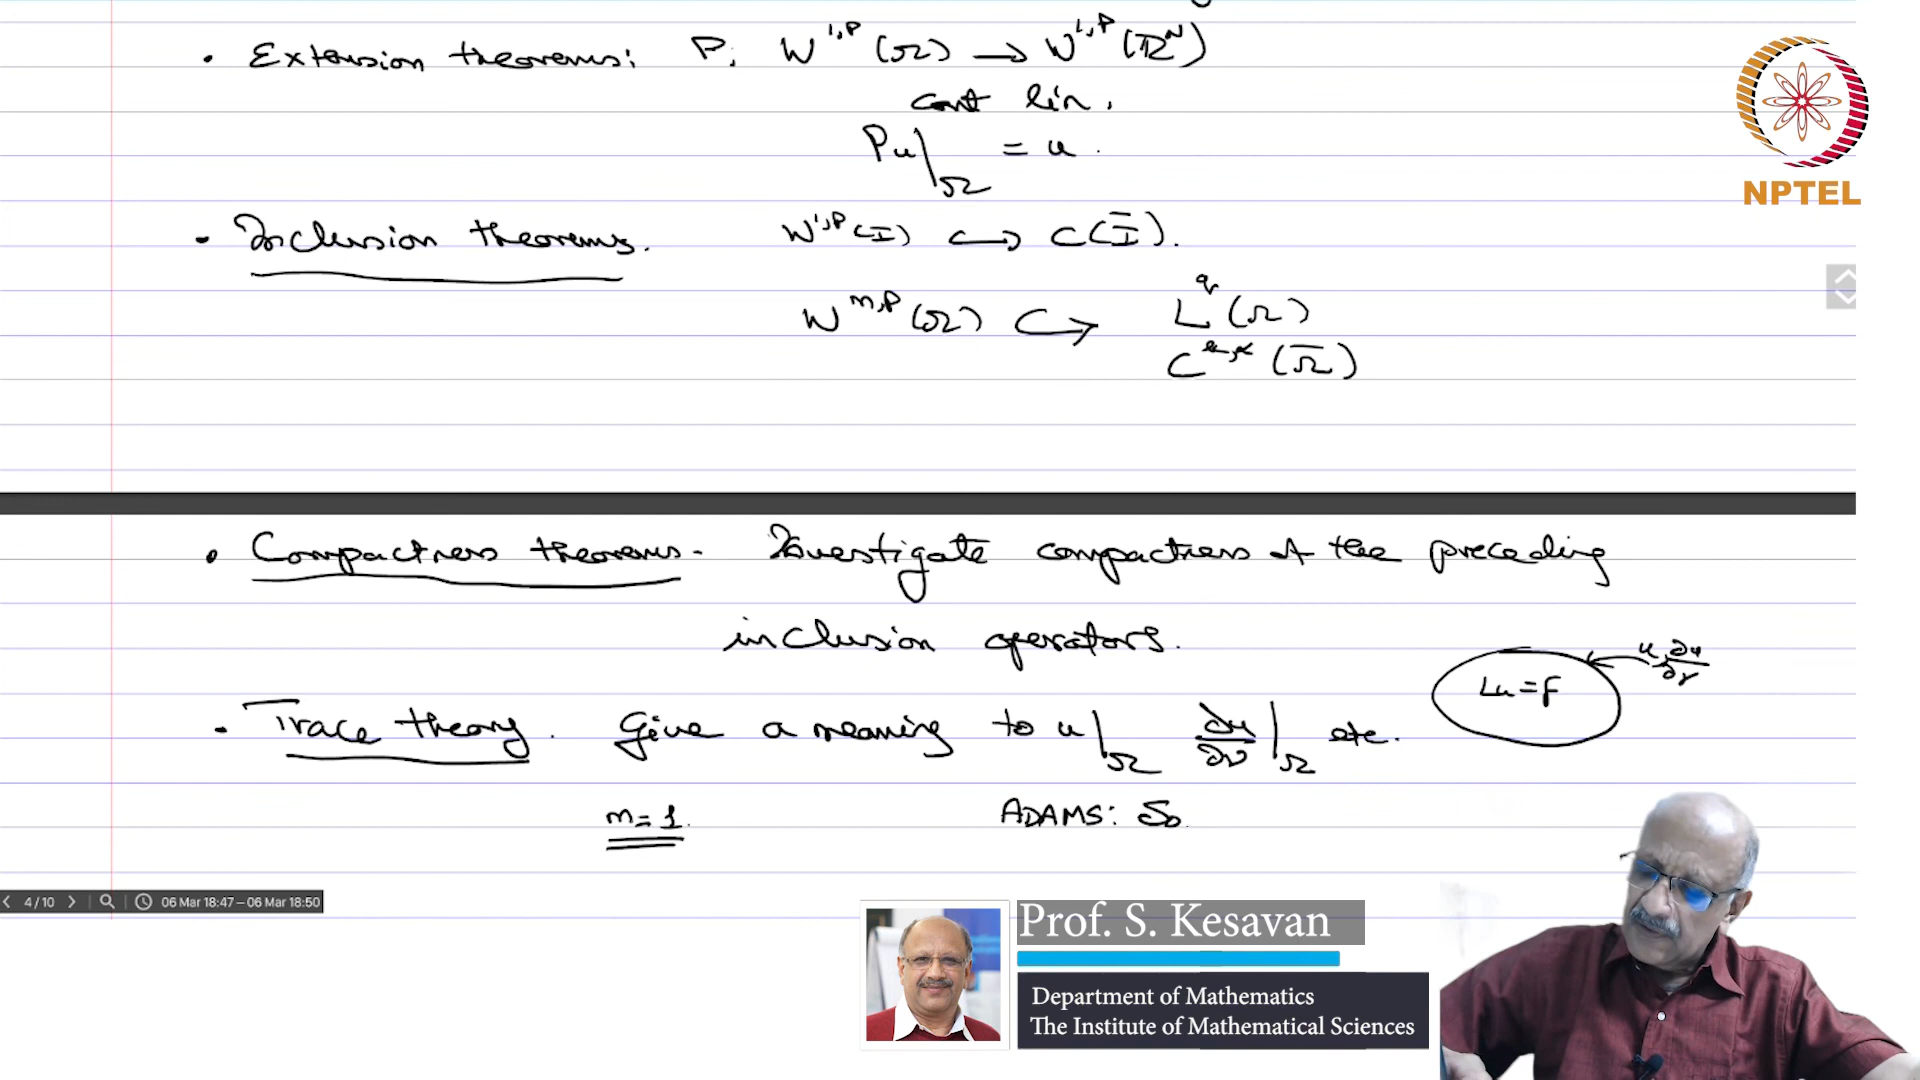 • Extension theorems: P: W^{1,p}(Ω) → W^{1,p}(ℝ^N)
cont lin.
Pu|_Ω = u.
NPTEL
• Inclusion theorems. W^{1,p}(I) ↪ C(Ī).
W^{m,p}(Ω) ↪ L^q(Ω)
C^{k,α}(Ω̄)
• Compactness theorems. Investigate compactness of the preceding
inclusion operators.
Lu = f u, ∂u/∂ν
• Trace theory. Give a meaning to u|_Ω ∂u/∂ν|_Ω etc.
m=1. ADAMS: So
4 / 10 06 Mar 18:47 – 06 Mar 18:50
Prof. S. Kesavan
Department of Mathematics
The Institute of Mathematical Sciences